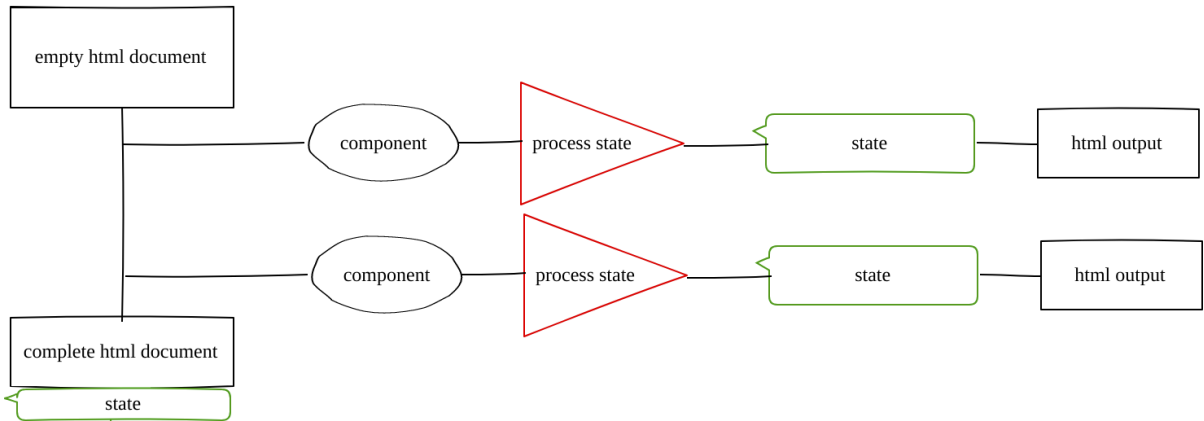 empty html document
component
process state
state
html output
component
process state
state
html output
complete html document
state